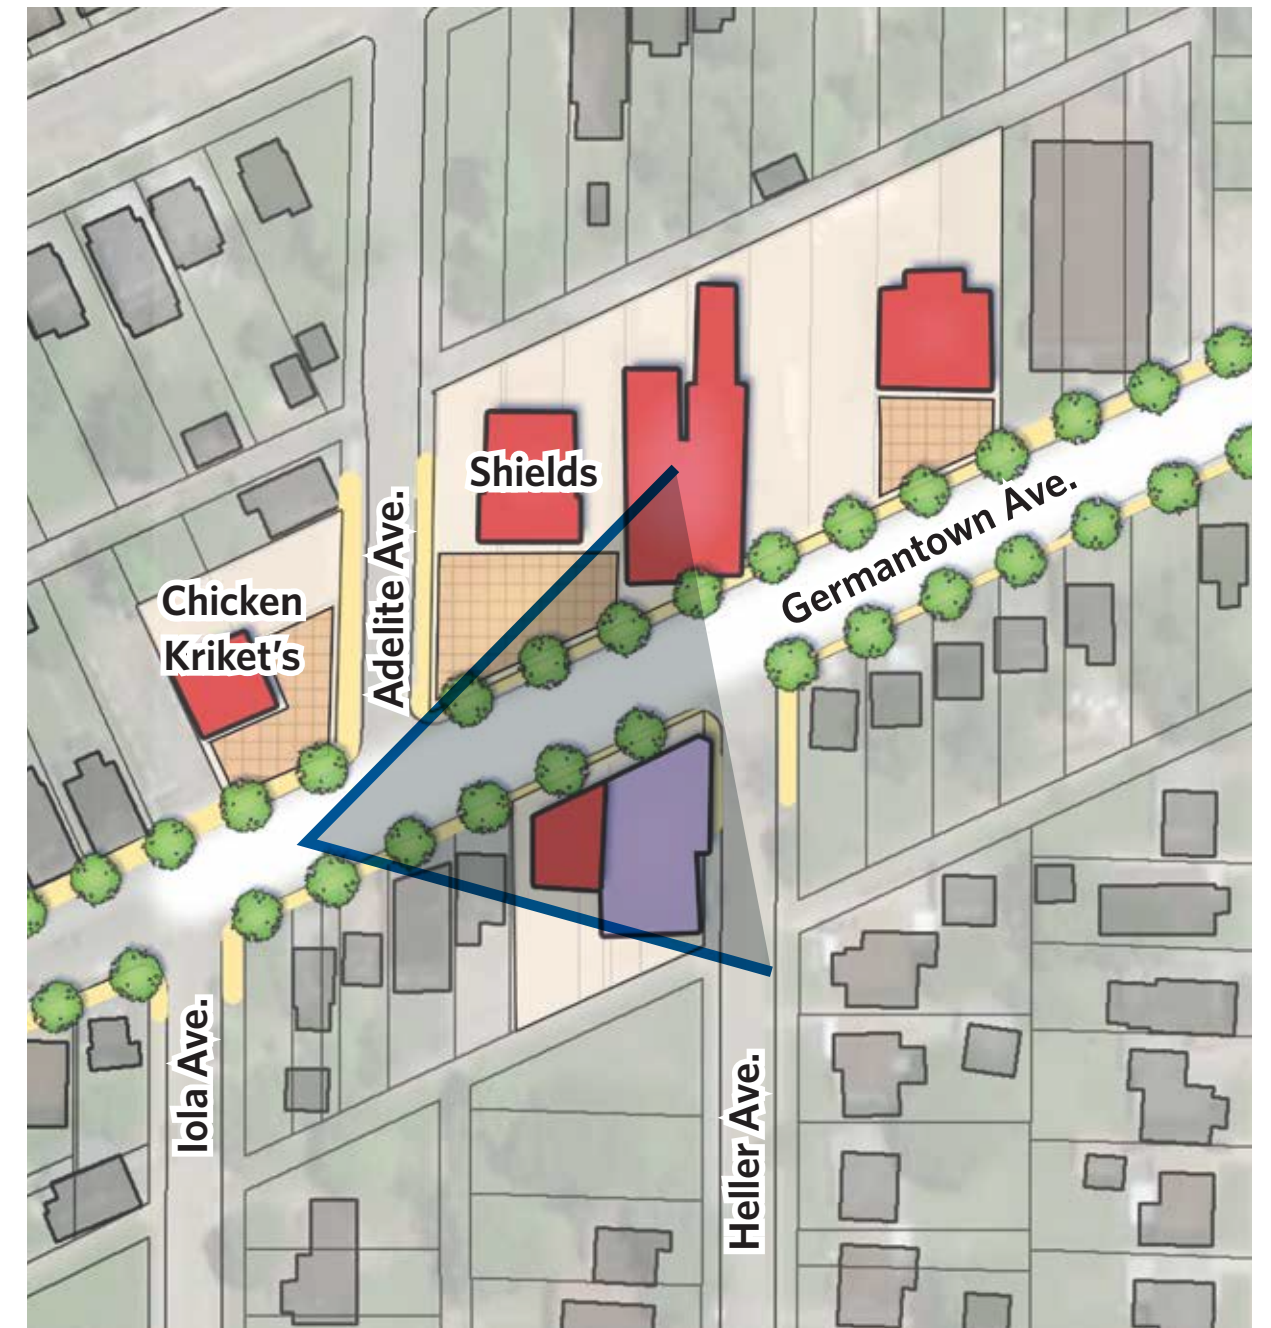 Shields
Germantown Ave.
Adelite Ave.
Chicken
Kriket's
Iola Ave.
Heller Ave.